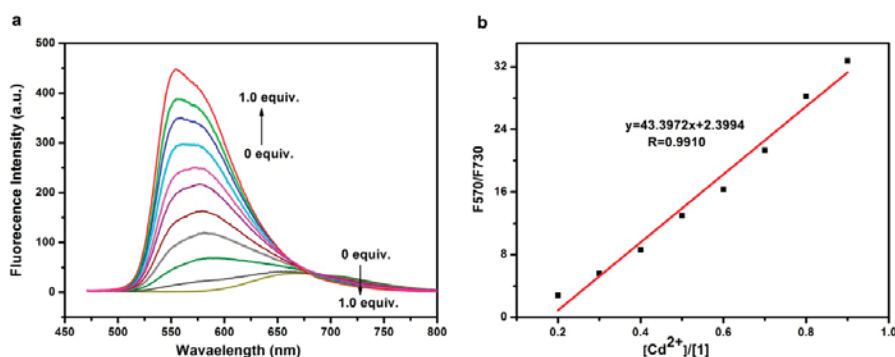 a
500
400
300
200
100
0
Fluorecence Intensity (a.u.)
1.0 equiv.
0 equiv.
0 equiv.
1.0 equiv.
450
500
550
600
650
700
750
800
Wavaelength (nm)
b
32
24
16
8
0
F570/F730
y=43.3972x+2.3994
R=0.9910
0.2
0.4
0.6
0.8
1.0
[Cd2+]/[1]